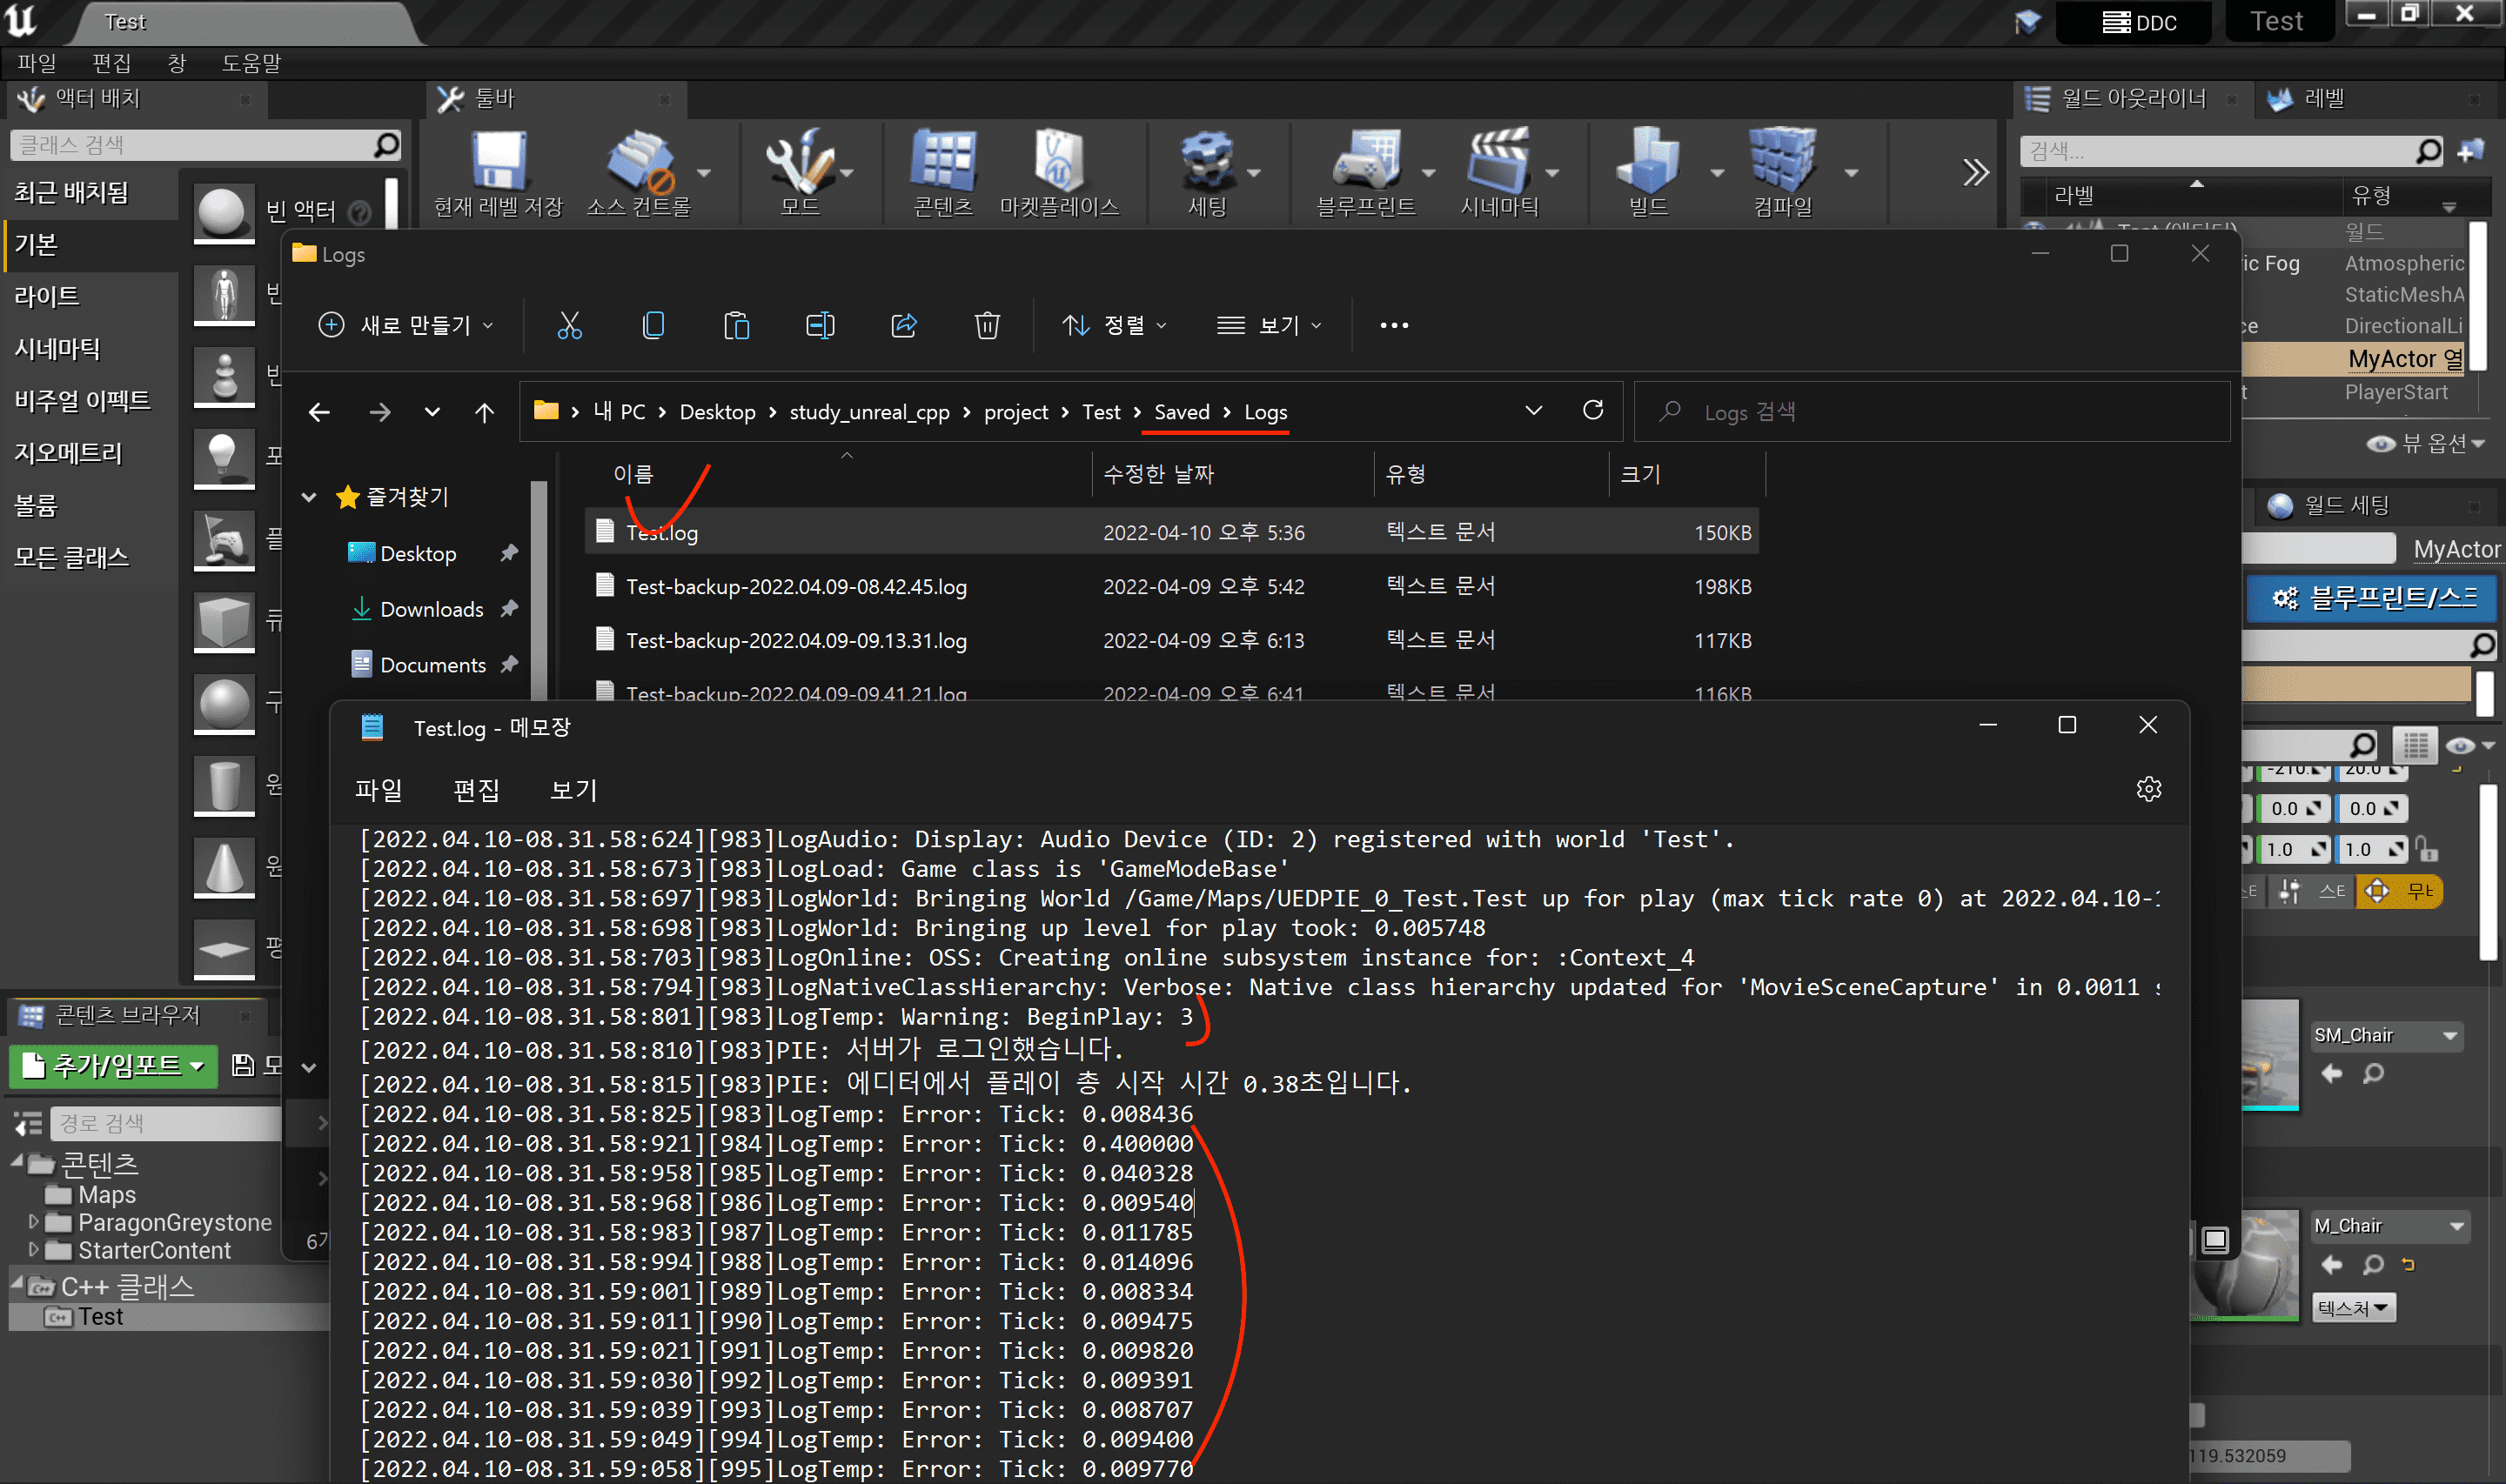 Test
DDC
Test
파일 편집 창 도움말
액터 배치
툴바
월드 아웃라이너
레벨
클래스 검색
검색...
최근 배치됨
기본
라이트
시네마틱
비주얼 이펙트
지오메트리
볼륨
모든 클래스
빈 액터
현재 레벨 저장
소스 컨트롤
모드
콘텐츠
마켓플레이스
세팅
블루프린트
시네마틱
빌드
컴파일
라벨
유형
월드
ic Fog Atmospheric
StaticMeshA
ce DirectionalLi
MyActor 열
t PlayerStart
뷰 옵션
월드 세팅
MyActor
블루프린트/스
Logs
새로 만들기
정렬
보기
내 PC > Desktop > study_unreal_cpp > project > Test > Saved > Logs
Logs 검색
즐겨찾기
Desktop
Downloads
Documents
이름 수정한 날짜 유형 크기
Test.log 2022-04-10 오후 5:36 텍스트 문서 150KB
Test-backup-2022.04.09-08.42.45.log 2022-04-09 오후 5:42 텍스트 문서 198KB
Test-backup-2022.04.09-09.13.31.log 2022-04-09 오후 6:13 텍스트 문서 117KB
Test-backup-2022.04.09-09.41.21.log 2022-04-09 오후 6:41 텍스트 문서 116KB
Test.log - 메모장
파일 편집 보기
[2022.04.10-08.31.58:624][983]LogAudio: Display: Audio Device (ID: 2) registered with world 'Test'.
[2022.04.10-08.31.58:673][983]LogLoad: Game class is 'GameModeBase'
[2022.04.10-08.31.58:697][983]LogWorld: Bringing World /Game/Maps/UEDPIE_0_Test.Test up for play (max tick rate 0) at 2022.04.10-1
[2022.04.10-08.31.58:698][983]LogWorld: Bringing up level for play took: 0.005748
[2022.04.10-08.31.58:703][983]LogOnline: OSS: Creating online subsystem instance for: :Context_4
[2022.04.10-08.31.58:794][983]LogNativeClassHierarchy: Verbose: Native class hierarchy updated for 'MovieSceneCapture' in 0.0011 s
[2022.04.10-08.31.58:801][983]LogTemp: Warning: BeginPlay: 3
[2022.04.10-08.31.58:810][983]PIE: 서버가 로그인했습니다.
[2022.04.10-08.31.58:815][983]PIE: 에디터에서 플레이 총 시작 시간 0.38초입니다.
[2022.04.10-08.31.58:825][983]LogTemp: Error: Tick: 0.008436
[2022.04.10-08.31.58:921][984]LogTemp: Error: Tick: 0.400000
[2022.04.10-08.31.58:958][985]LogTemp: Error: Tick: 0.040328
[2022.04.10-08.31.58:968][986]LogTemp: Error: Tick: 0.009540
[2022.04.10-08.31.58:983][987]LogTemp: Error: Tick: 0.011785
[2022.04.10-08.31.58:994][988]LogTemp: Error: Tick: 0.014096
[2022.04.10-08.31.59:001][989]LogTemp: Error: Tick: 0.008334
[2022.04.10-08.31.59:011][990]LogTemp: Error: Tick: 0.009475
[2022.04.10-08.31.59:021][991]LogTemp: Error: Tick: 0.009820
[2022.04.10-08.31.59:030][992]LogTemp: Error: Tick: 0.009391
[2022.04.10-08.31.59:039][993]LogTemp: Error: Tick: 0.008707
[2022.04.10-08.31.59:049][994]LogTemp: Error: Tick: 0.009400
[2022.04.10-08.31.59:058][995]LogTemp: Error: Tick: 0.009770
콘텐츠 브라우저
추가/임포트
경로 검색
콘텐츠
Maps
ParagonGreystone
StarterContent
C++ 클래스
Test
0.0 0.0
1.0 1.0
SM_Chair
M_Chair
텍스처
119.532059